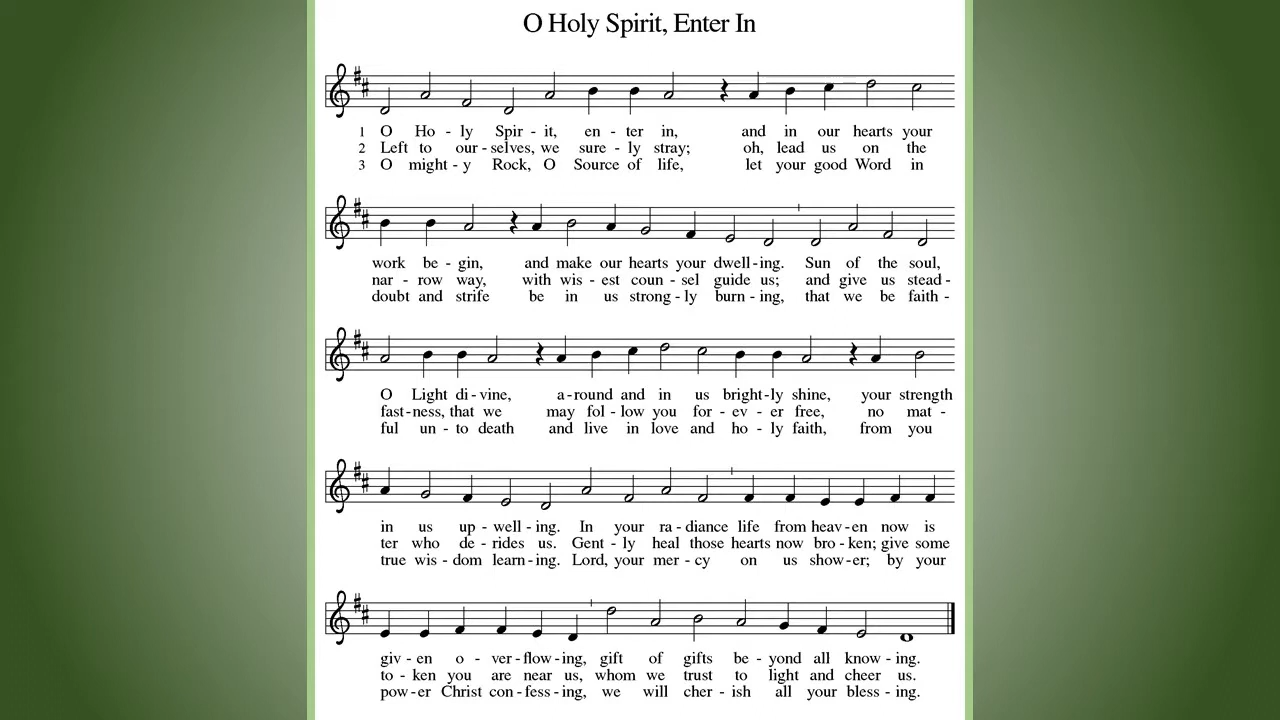 O Holy Spirit, Enter In
1 O Ho - ly Spir - it, en - ter in, and in our hearts your
2 Left to our - selves, we sure - ly stray; oh, lead us on the
3 O might - y Rock, O Source of life, let your good Word in
work be - gin, and make our hearts your dwell - ing. Sun of the soul,
nar - row way, with wis - est coun - sel guide us; and give us stead -
doubt and strife be in us strong - ly burn - ing, that we be faith -
O Light di - vine, a - round and in us bright - ly shine, your strength
fast - ness, that we may fol - low you for - ev - er free, no mat -
ful un - to death and live in love and ho - ly faith, from you
in us up - well - ing. In your ra - diance life from heav - en now is
ter who de - rides us. Gent - ly heal those hearts now bro - ken; give some
true wis - dom learn - ing. Lord, your mer - cy on us show - er; by your
giv - en o - ver - flow - ing, gift of gifts be - yond all know - ing.
to - ken you are near us, whom we trust to light and cheer us.
pow - er Christ con - fess - ing, we will cher - ish all your bless - ing.